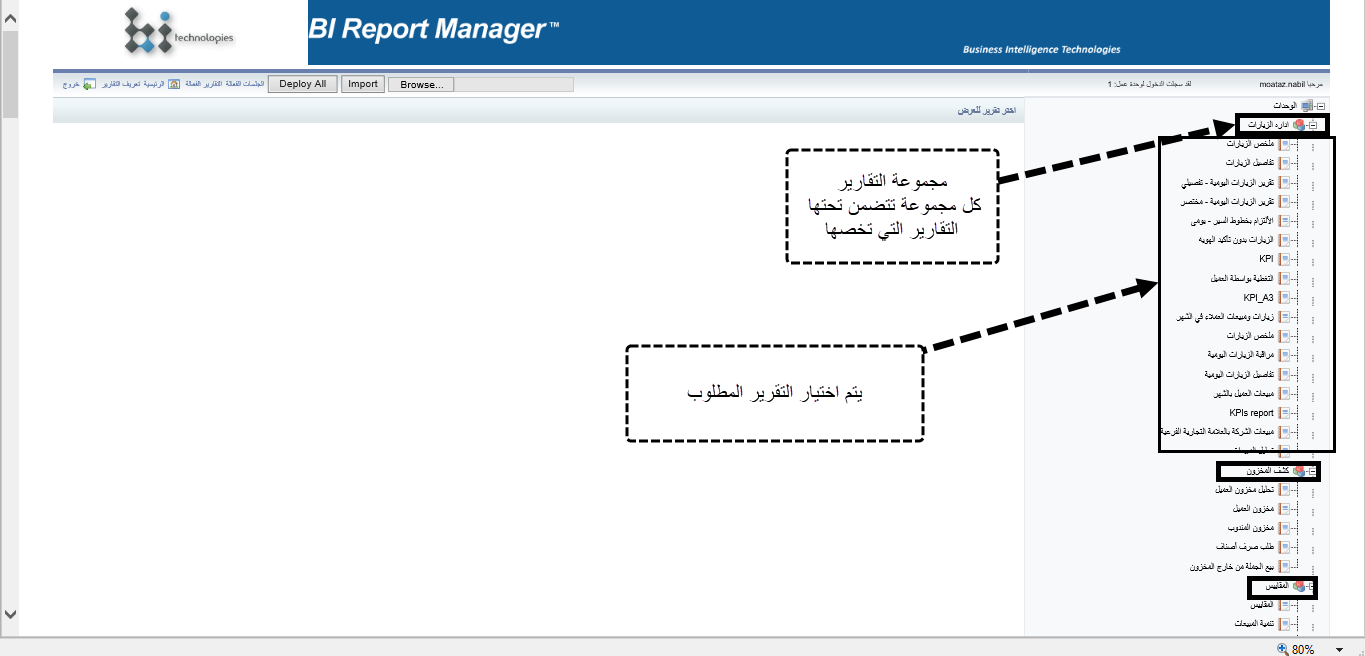 technologies
BI Report Manager™
Business Intelligence Technologies
مرحبا moataz.nabil
لقد سجلت الدخول لوحدة عمل: 1
Browse...
Import
Deploy All
الجلسات الفعالة
التقارير الفعالة
الرئيسية
تعريف التقارير
خروج
اختر تقرير للعرض
الوحدات
اداره الزيارات
ملخص الزيارات
تفاصيل الزيارات
تقرير الزيارات اليومية - تفصيلي
تقرير الزيارات اليومية - مختصر
الألتزام بخطوط السير - يومى
الزيارات بدون تأكيد الهويه
KPI
التغطية بواسطة العميل
KPI_A3
زيارات ومبيعات العملاء في الشهر
ملخص الزيارات
مراقبة الزيارات اليومية
تفاصيل الزيارات اليومية
مبيعات العميل بالشهر
KPIs report
مبيعات الشركة بالعلامة التجارية الفرعية
كشف المخزون
تحليل مخزون العميل
مخزون العميل
مخزون المندوب
طلب صرف أصناف
بيع الجملة من خارج المخزون
المقاييس
المقاييس
تنمية المبيعات
مجموعة التقارير
كل مجموعة تتضمن تحتها
التقارير التي تخصها
يتم اختيار التقرير المطلوب
80%